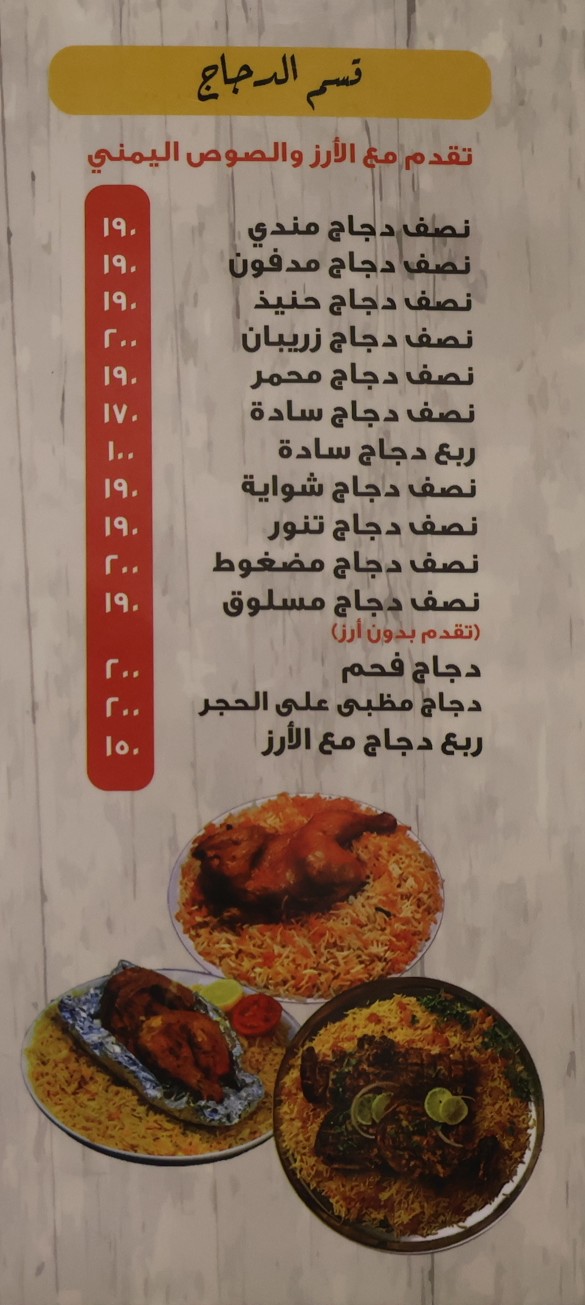 قسم الدجاج
تقدم مع الأرز والصوص اليمني
نصف دجاج مندي ١٩٠
نصف دجاج مدفون ١٩٠
نصف دجاج حنيذ ١٩٠
نصف دجاج زريبان ٢٠٠
نصف دجاج محمر ١٩٠
نصف دجاج سادة ١٧٠
ربع دجاج سادة ١٠٠
نصف دجاج شواية ١٩٠
نصف دجاج تنور ١٩٠
نصف دجاج مضغوط ٢٠٠
نصف دجاج مسلوق ١٩٠
(تقدم بدون أرز)
دجاج فحم ٢٠٠
دجاج مظبى على الحجر ٢٠٠
ربع دجاج مع الأرز ١٥٠